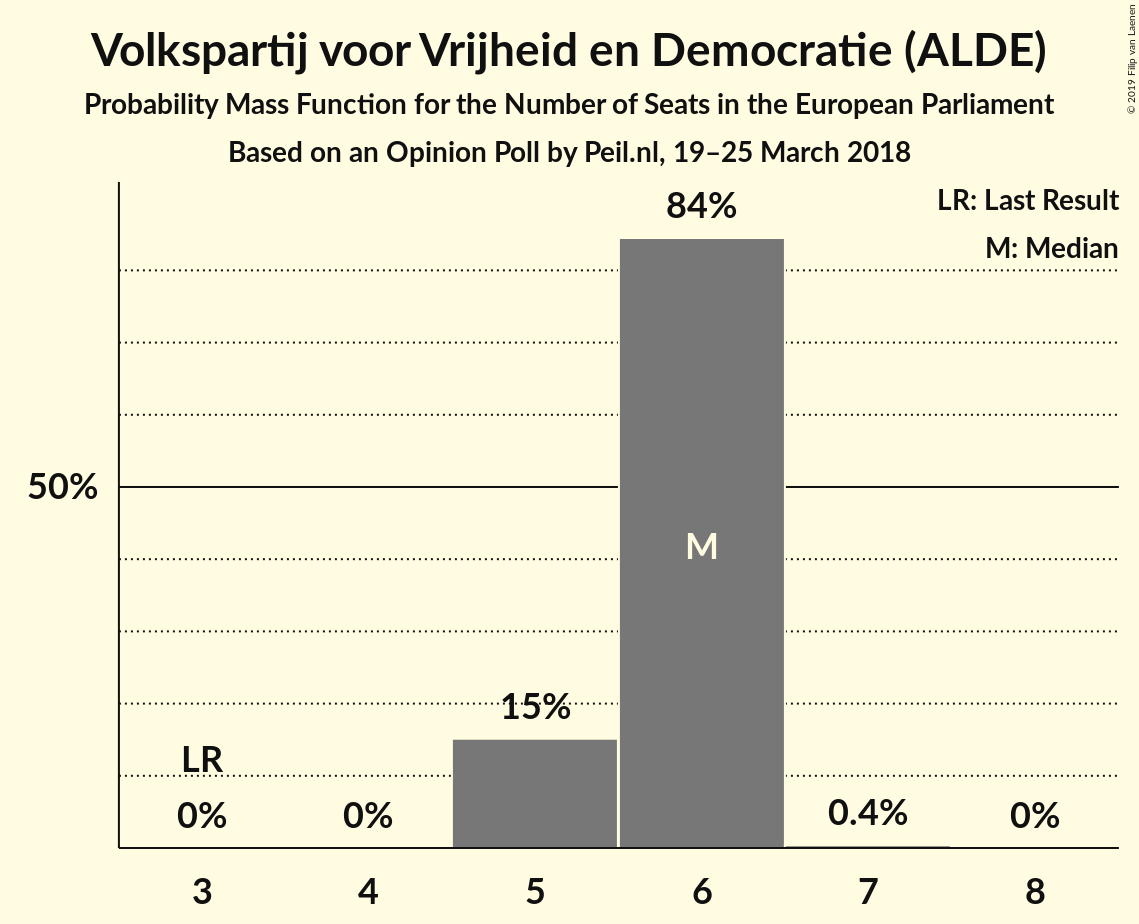 Volkspartij voor Vrijheid en Democratie (ALDE)
Probability Mass Function for the Number of Seats in the European Parliament
Based on an Opinion Poll by Peil.nl, 19–25 March 2018
© 2019 Filip van Laenen
LR: Last Result
M: Median
84%
50%
M
15%
LR
0%
0%
0.4%
0%
3
4
5
6
7
8